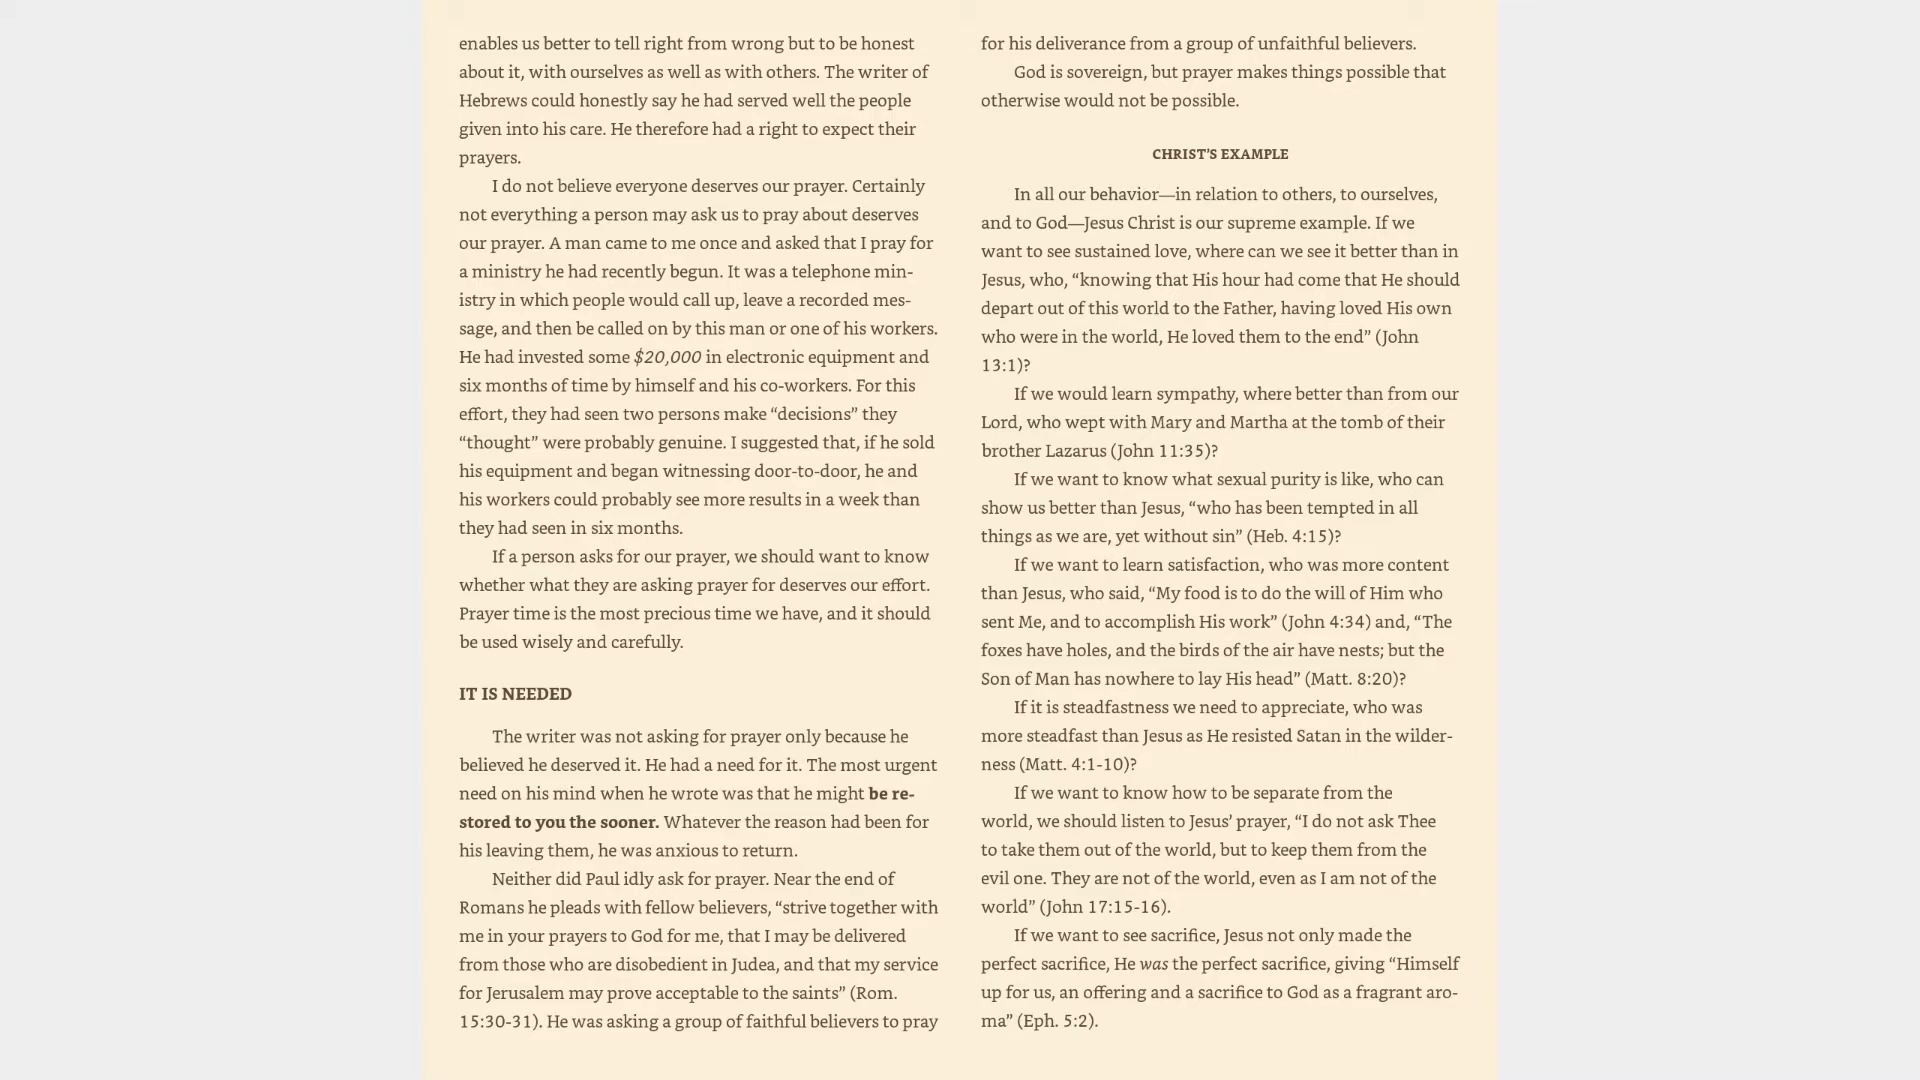 enables us better to tell right from wrong but to be honest
about it, with ourselves as well as with others. The writer of
Hebrews could honestly say he had served well the people
given into his care. He therefore had a right to expect their
prayers.
I do not believe everyone deserves our prayer. Certainly
not everything a person may ask us to pray about deserves
our prayer. A man came to me once and asked that I pray for
a ministry he had recently begun. It was a telephone min-
istry in which people would call up, leave a recorded mes-
sage, and then be called on by this man or one of his workers.
He had invested some $20,000 in electronic equipment and
six months of time by himself and his co-workers. For this
effort, they had seen two persons make “decisions” they
“thought” were probably genuine. I suggested that, if he sold
his equipment and began witnessing door-to-door, he and
his workers could probably see more results in a week than
they had seen in six months.
If a person asks for our prayer, we should want to know
whether what they are asking prayer for deserves our effort.
Prayer time is the most precious time we have, and it should
be used wisely and carefully.
IT IS NEEDED
The writer was not asking for prayer only because he
believed he deserved it. He had a need for it. The most urgent
need on his mind when he wrote was that he might be re-
stored to you the sooner. Whatever the reason had been for
his leaving them, he was anxious to return.
Neither did Paul idly ask for prayer. Near the end of
Romans he pleads with fellow believers, “strive together with
me in your prayers to God for me, that I may be delivered
from those who are disobedient in Judea, and that my service
for Jerusalem may prove acceptable to the saints” (Rom.
15:30-31). He was asking a group of faithful believers to pray
for his deliverance from a group of unfaithful believers.
God is sovereign, but prayer makes things possible that
otherwise would not be possible.
CHRIST’S EXAMPLE
In all our behavior—in relation to others, to ourselves,
and to God—Jesus Christ is our supreme example. If we
want to see sustained love, where can we see it better than in
Jesus, who, “knowing that His hour had come that He should
depart out of this world to the Father, having loved His own
who were in the world, He loved them to the end” (John
13:1)?
If we would learn sympathy, where better than from our
Lord, who wept with Mary and Martha at the tomb of their
brother Lazarus (John 11:35)?
If we want to know what sexual purity is like, who can
show us better than Jesus, “who has been tempted in all
things as we are, yet without sin” (Heb. 4:15)?
If we want to learn satisfaction, who was more content
than Jesus, who said, “My food is to do the will of Him who
sent Me, and to accomplish His work” (John 4:34) and, “The
foxes have holes, and the birds of the air have nests; but the
Son of Man has nowhere to lay His head” (Matt. 8:20)?
If it is steadfastness we need to appreciate, who was
more steadfast than Jesus as He resisted Satan in the wilder-
ness (Matt. 4:1-10)?
If we want to know how to be separate from the
world, we should listen to Jesus’ prayer, “I do not ask Thee
to take them out of the world, but to keep them from the
evil one. They are not of the world, even as I am not of the
world” (John 17:15-16).
If we want to see sacrifice, Jesus not only made the
perfect sacrifice, He was the perfect sacrifice, giving “Himself
up for us, an offering and a sacrifice to God as a fragrant aro-
ma” (Eph. 5:2).